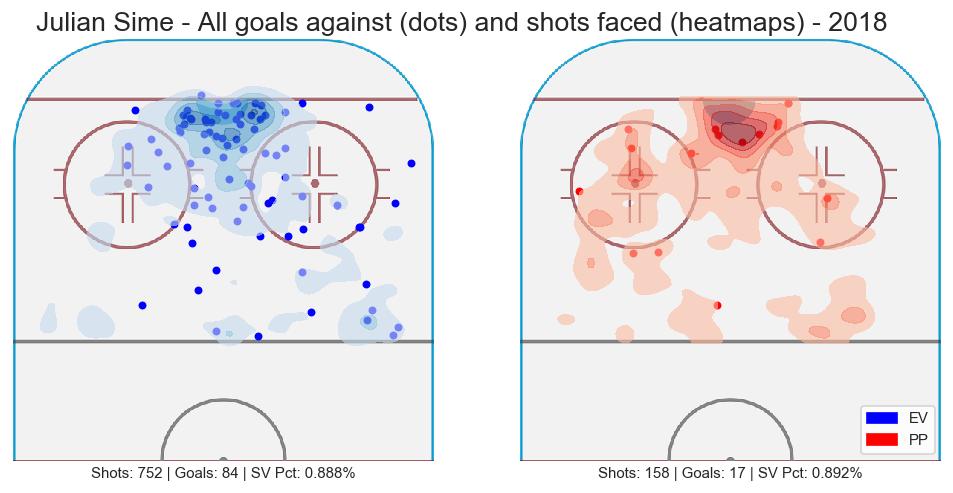 Julian Sime - All goals against (dots) and shots faced (heatmaps) - 2018
EV
PP
Shots: 752 | Goals: 84 | SV Pct: 0.888%
Shots: 158 | Goals: 17 | SV Pct: 0.892%